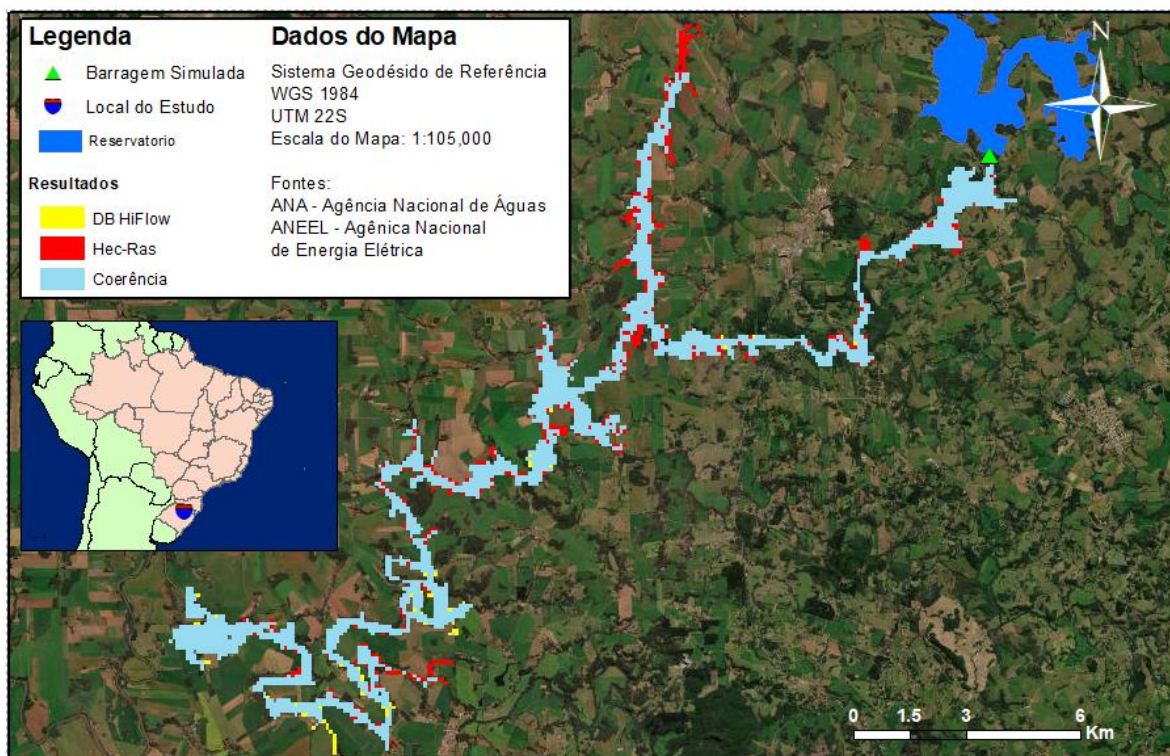 Legenda
Barragem Simulada
Local do Estudo
Reservatorio
Resultados
DB HiFlow
Hec-Ras
Coerência
Dados do Mapa
Sistema Geodésido de Referência
WGS 1984
UTM 22S
Escala do Mapa: 1:105,000
Fontes:
ANA - Agência Nacional de Águas
ANEEL - Agênica Nacional
de Energia Elétrica
N
0 1.5 3 6
Km